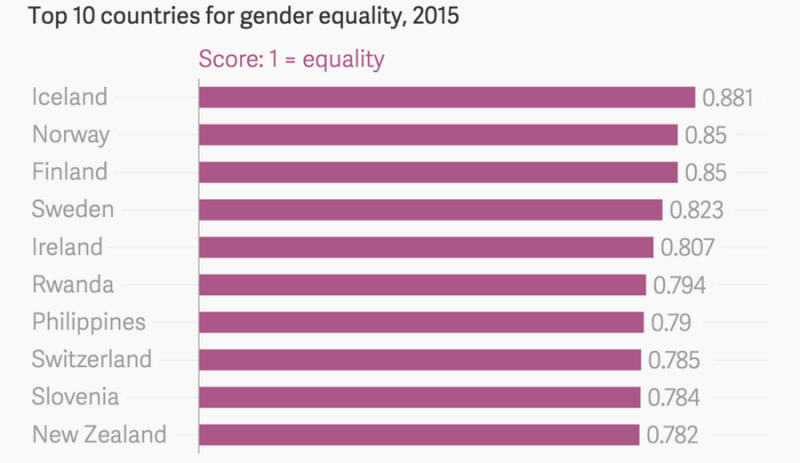 Top 10 countries for gender equality, 2015
Score: 1 = equality
Iceland 0.881
Norway 0.85
Finland 0.85
Sweden 0.823
Ireland 0.807
Rwanda 0.794
Philippines 0.79
Switzerland 0.785
Slovenia 0.784
New Zealand 0.782